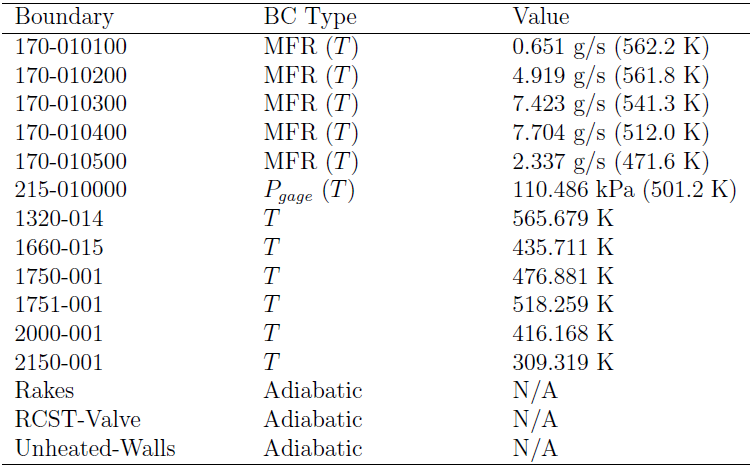 Boundary BC Type Value
170-010100 MFR (T) 0.651 g/s (562.2 K)
170-010200 MFR (T) 4.919 g/s (561.8 K)
170-010300 MFR (T) 7.423 g/s (541.3 K)
170-010400 MFR (T) 7.704 g/s (512.0 K)
170-010500 MFR (T) 2.337 g/s (471.6 K)
215-010000 P_gage (T) 110.486 kPa (501.2 K)
1320-014 T 565.679 K
1660-015 T 435.711 K
1750-001 T 476.881 K
1751-001 T 518.259 K
2000-001 T 416.168 K
2150-001 T 309.319 K
Rakes Adiabatic N/A
RCST-Valve Adiabatic N/A
Unheated-Walls Adiabatic N/A